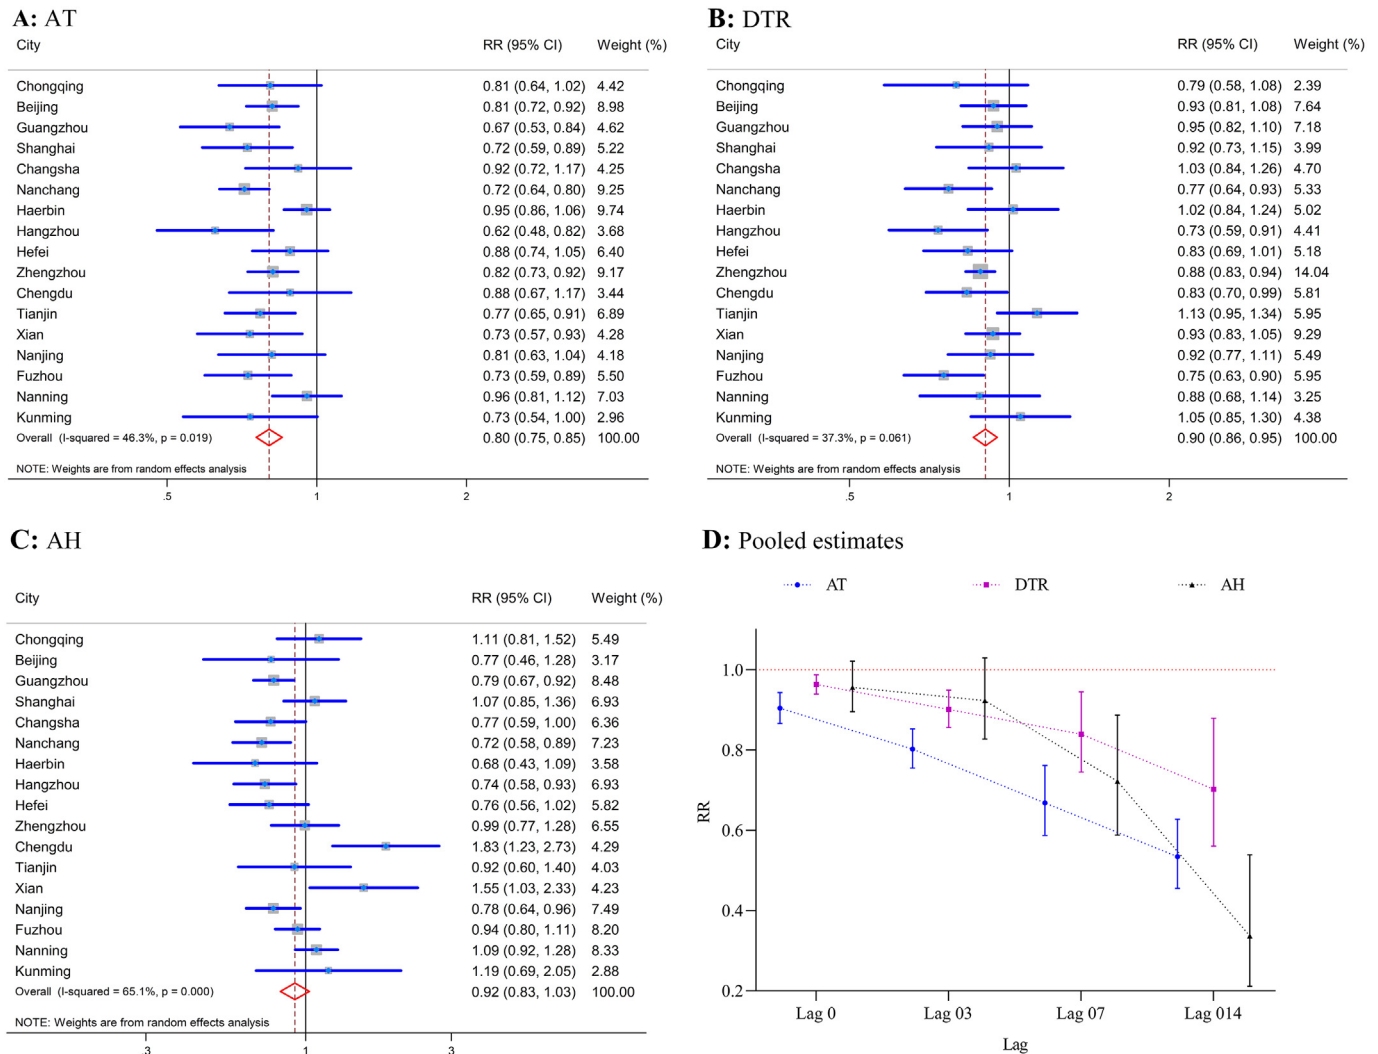 A: AT
City RR (95% CI) Weight (%)
Chongqing 0.81 (0.64, 1.02) 4.42
Beijing 0.81 (0.72, 0.92) 8.98
Guangzhou 0.67 (0.53, 0.84) 4.62
Shanghai 0.72 (0.59, 0.89) 5.22
Changsha 0.92 (0.72, 1.17) 4.25
Nanchang 0.72 (0.64, 0.80) 9.25
Haerbin 0.95 (0.86, 1.06) 9.74
Hangzhou 0.62 (0.48, 0.82) 3.68
Hefei 0.88 (0.74, 1.05) 6.40
Zhengzhou 0.82 (0.73, 0.92) 9.17
Chengdu 0.88 (0.67, 1.17) 3.44
Tianjin 0.77 (0.65, 0.91) 6.89
Xian 0.73 (0.57, 0.93) 4.28
Nanjing 0.81 (0.63, 1.04) 4.18
Fuzhou 0.73 (0.59, 0.89) 5.50
Nanning 0.96 (0.81, 1.12) 7.03
Kunming 0.73 (0.54, 1.00) 2.96
Overall (I-squared = 46.3%, p = 0.019) 0.80 (0.75, 0.85) 100.00
NOTE: Weights are from random effects analysis
.5 1 2
B: DTR
City RR (95% CI) Weight (%)
Chongqing 0.79 (0.58, 1.08) 2.39
Beijing 0.93 (0.81, 1.08) 7.64
Guangzhou 0.95 (0.82, 1.10) 7.18
Shanghai 0.92 (0.73, 1.15) 3.99
Changsha 1.03 (0.84, 1.26) 4.70
Nanchang 0.77 (0.64, 0.93) 5.33
Haerbin 1.02 (0.84, 1.24) 5.02
Hangzhou 0.73 (0.59, 0.91) 4.41
Hefei 0.83 (0.69, 1.01) 5.18
Zhengzhou 0.88 (0.83, 0.94) 14.04
Chengdu 0.83 (0.70, 0.99) 5.81
Tianjin 1.13 (0.95, 1.34) 5.95
Xian 0.93 (0.83, 1.05) 9.29
Nanjing 0.92 (0.77, 1.11) 5.49
Fuzhou 0.75 (0.63, 0.90) 5.95
Nanning 0.88 (0.68, 1.14) 3.25
Kunming 1.05 (0.85, 1.30) 4.38
Overall (I-squared = 37.3%, p = 0.061) 0.90 (0.86, 0.95) 100.00
NOTE: Weights are from random effects analysis
.5 1 2
C: AH
City RR (95% CI) Weight (%)
Chongqing 1.11 (0.81, 1.52) 5.49
Beijing 0.77 (0.46, 1.28) 3.17
Guangzhou 0.79 (0.67, 0.92) 8.48
Shanghai 1.07 (0.85, 1.36) 6.93
Changsha 0.77 (0.59, 1.00) 6.36
Nanchang 0.72 (0.58, 0.89) 7.23
Haerbin 0.68 (0.43, 1.09) 3.58
Hangzhou 0.74 (0.58, 0.93) 6.93
Hefei 0.76 (0.56, 1.02) 5.82
Zhengzhou 0.99 (0.77, 1.28) 6.55
Chengdu 1.83 (1.23, 2.73) 4.29
Tianjin 0.92 (0.60, 1.40) 4.03
Xian 1.55 (1.03, 2.33) 4.23
Nanjing 0.78 (0.64, 0.96) 7.49
Fuzhou 0.94 (0.80, 1.11) 8.20
Nanning 1.09 (0.92, 1.28) 8.33
Kunming 1.19 (0.69, 2.05) 2.88
Overall (I-squared = 65.1%, p = 0.000) 0.92 (0.83, 1.03) 100.00
NOTE: Weights are from random effects analysis
.3 1 3
D: Pooled estimates
AT DTR AH
1.0
0.8
0.6
0.4
0.2
RR
Lag 0 Lag 03 Lag 07 Lag 014
Lag